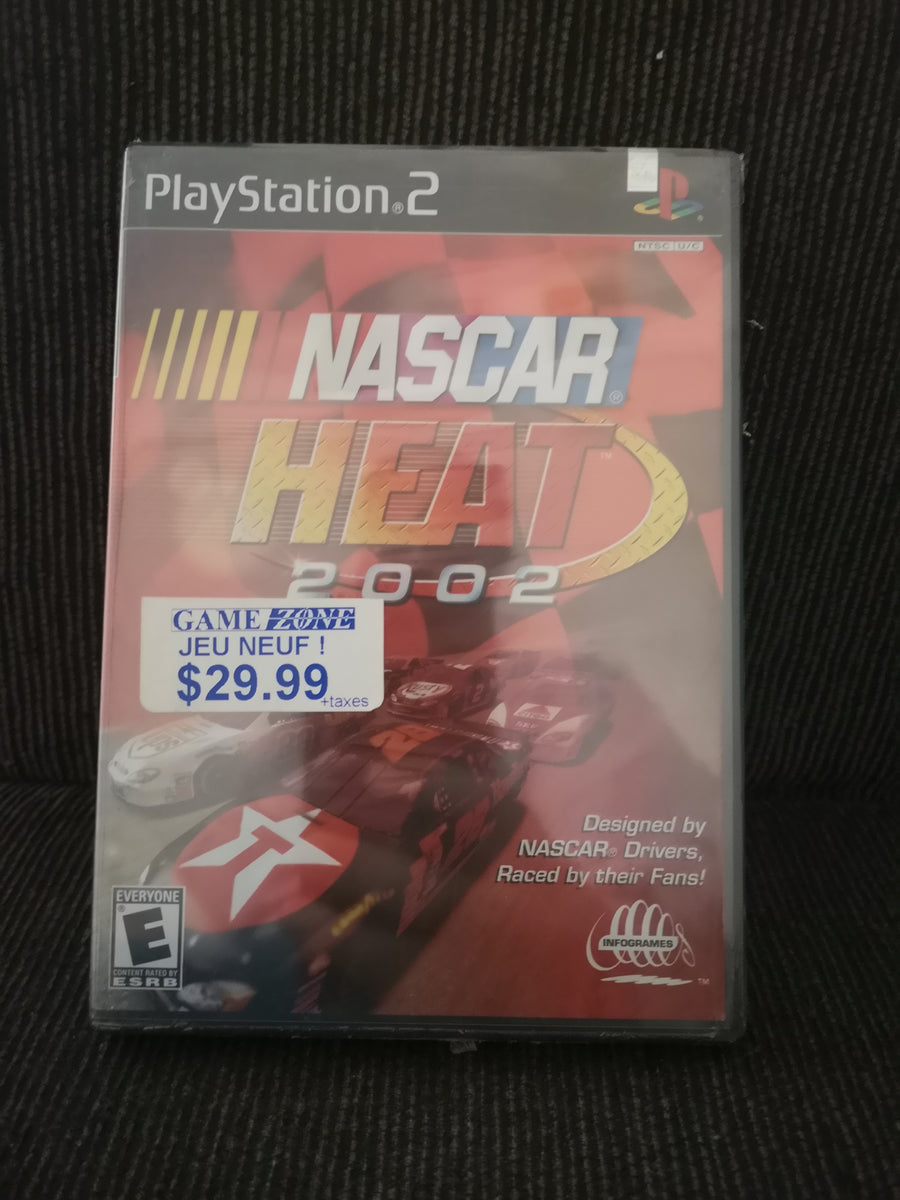 PlayStation®2
NTSC U/C
NASCAR®
HEAT™
2002
GAME ZONE
JEU NEUF !
$29.99
+taxes
Designed by
NASCAR® Drivers,
Raced by their Fans!
EVERYONE
E
CONTENT RATED BY
ESRB
INFOGRAMES
™